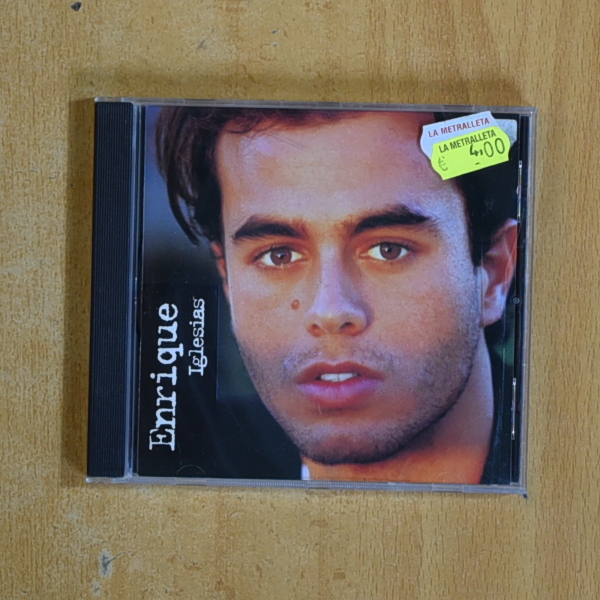 LA METRALLETA
LA METRALLETA
€ 4,00
Enrique
Iglesias